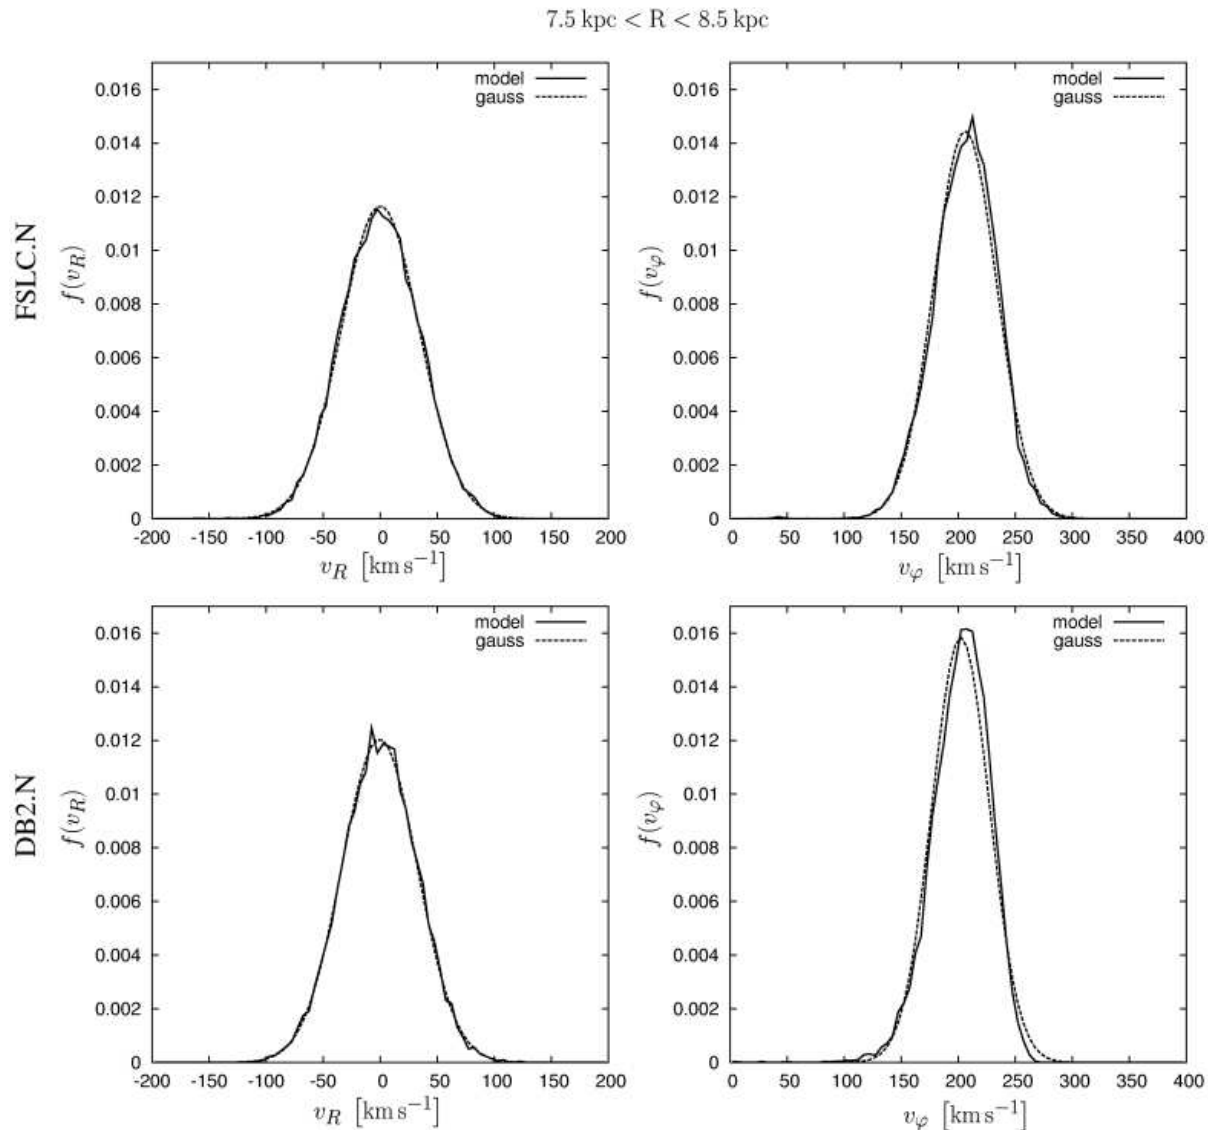 7.5 kpc < R < 8.5 kpc
FSLC.N
f(v_R)
0.016
0.014
0.012
0.01
0.008
0.006
0.004
0.002
0
model
gauss
-200 -150 -100 -50 0 50 100 150 200
v_R [km s⁻¹]
f(v_φ)
0.016
0.014
0.012
0.01
0.008
0.006
0.004
0.002
0
model
gauss
0 50 100 150 200 250 300 350 400
v_φ [km s⁻¹]
DB2.N
f(v_R)
0.016
0.014
0.012
0.01
0.008
0.006
0.004
0.002
0
model
gauss
-200 -150 -100 -50 0 50 100 150 200
v_R [km s⁻¹]
f(v_φ)
0.016
0.014
0.012
0.01
0.008
0.006
0.004
0.002
0
model
gauss
0 50 100 150 200 250 300 350 400
v_φ [km s⁻¹]